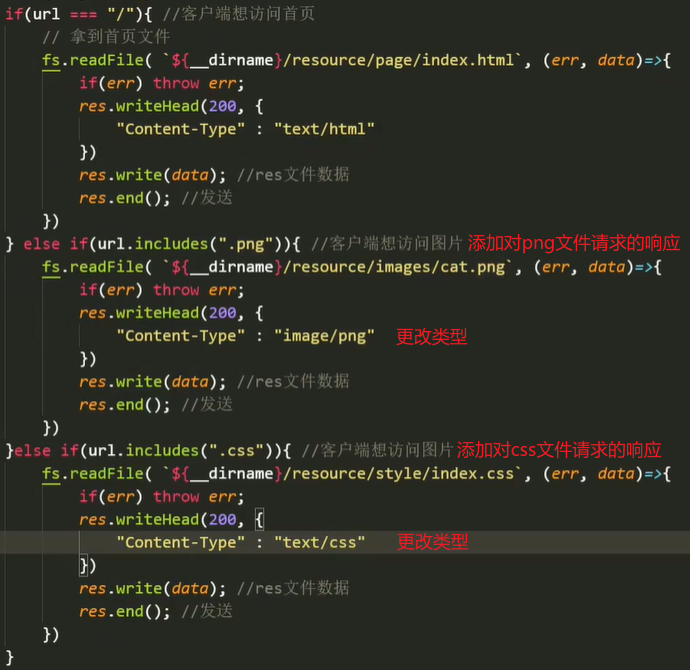 if(url === "/"){ //客户端想访问首页
// 拿到首页文件
fs.readFile( `${__dirname}/resource/page/index.html`, (err, data)=>{
if(err) throw err;
res.writeHead(200, {
"Content-Type" : "text/html"
})
res.write(data); //res文件数据
res.end(); //发送
})
} else if(url.includes(".png")){ //客户端想访问图片 添加对png文件请求的响应
fs.readFile( `${__dirname}/resource/images/cat.png`, (err, data)=>{
if(err) throw err;
res.writeHead(200, {
"Content-Type" : "image/png" 更改类型
})
res.write(data); //res文件数据
res.end(); //发送
})
}else if(url.includes(".css")){ //客户端想访问图片 添加对css文件请求的响应
fs.readFile( `${__dirname}/resource/style/index.css`, (err, data)=>{
if(err) throw err;
res.writeHead(200, {
"Content-Type" : "text/css" 更改类型
})
res.write(data); //res文件数据
res.end(); //发送
})
}